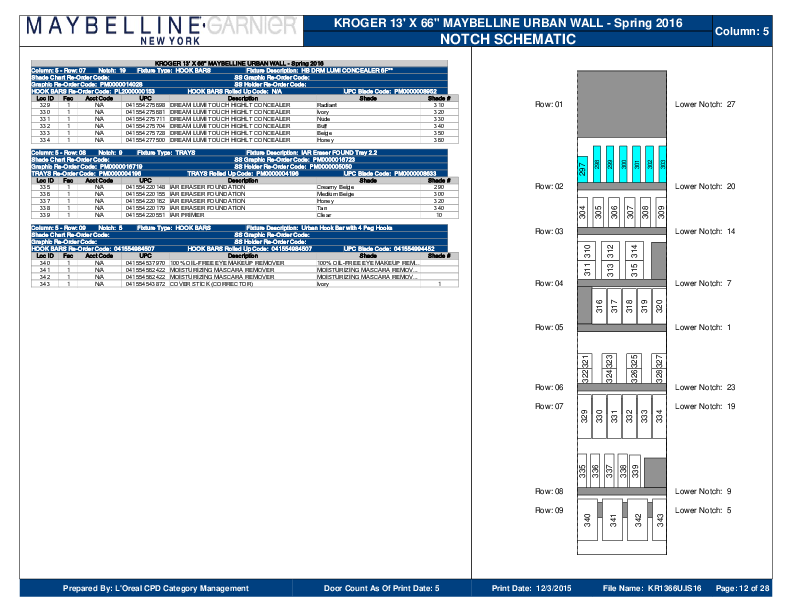 MAYBELLINE GARNIER
NEW YORK
KROGER 13' X 66" MAYBELLINE URBAN WALL - Spring 2016
NOTCH SCHEMATIC
Column: 5
KROGER 13' X 66" MAYBELLINE URBAN WALL - Spring 2016
Column: 5 - Row: 07 Notch: 19 Fixture Type: HOOK BARS Fixture Description: HB DRM LUMI CONCEALER 6F**
Shade Chart Re-Order Code: SS Graphic Re-Order Code:
Graphic Re-Order Code: PM0000014028 SS Holder Re-Order Code:
HOOK BARS Re-Order Code: PL2000000153 HOOK BARS Rolled Up Code: N/A UPC Blade Code: PM0000008952
Loc ID Fac Acct Code UPC Description Shade Shade #
329 1 N/A 041554275698 DREAM LUMI TOUCH HIGHLT CONCEALER Radiant 310
330 1 N/A 041554275681 DREAM LUMI TOUCH HIGHLT CONCEALER Ivory 320
331 1 N/A 041554275711 DREAM LUMI TOUCH HIGHLT CONCEALER Nude 330
332 1 N/A 041554275704 DREAM LUMI TOUCH HIGHLT CONCEALER Buff 340
333 1 N/A 041554275728 DREAM LUMI TOUCH HIGHLT CONCEALER Beige 350
334 1 N/A 041554277500 DREAM LUMI TOUCH HIGHLT CONCEALER Honey 360
Column: 5 - Row: 08 Notch: 9 Fixture Type: TRAYS Fixture Description: IAR Eraser FOUND Tray 2.2
Shade Chart Re-Order Code: SS Graphic Re-Order Code: PM0000016723
Graphic Re-Order Code: PM0000016719 SS Holder Re-Order Code: PM0000005050
TRAYS Re-Order Code: PM0000004196 TRAYS Rolled Up Code: PM0000004196 UPC Blade Code: PM0000008633
Loc ID Fac Acct Code UPC Description Shade Shade #
335 1 N/A 041554220148 IAR ERASER FOUNDATION Creamy Beige 290
336 1 N/A 041554220155 IAR ERASER FOUNDATION Medium Beige 300
337 1 N/A 041554220162 IAR ERASER FOUNDATION Honey 320
338 1 N/A 041554220179 IAR ERASER FOUNDATION Tan 340
339 1 N/A 041554220551 IAR PRIMER Clear 10
Column: 5 - Row: 09 Notch: 5 Fixture Type: HOOK BARS Fixture Description: Urban Hook Bar with 4 Peg Hooks
Shade Chart Re-Order Code: SS Graphic Re-Order Code:
Graphic Re-Order Code: SS Holder Re-Order Code:
HOOK BARS Re-Order Code: 041554984507 HOOK BARS Rolled Up Code: 041554984507 UPC Blade Code: 041554994452
Loc ID Fac Acct Code UPC Description Shade Shade #
340 1 N/A 041554537970 100% OIL-FREE EYE MAKEUP REMOVER 100% OIL-FREE EYE MAKEUP REM...
341 1 N/A 041554562422 MOISTURIZING MASCARA REMOVER MOISTURIZING MASCARA REMOV...
342 1 N/A 041554562422 MOISTURIZING MASCARA REMOVER MOISTURIZING MASCARA REMOV...
343 1 N/A 041554543872 COVER STICK (CORRECTOR) Ivory 1
Row: 01 Lower Notch: 27
297 298 299 300 301 302 303
Row: 02 Lower Notch: 20
304 305 306 307 308 309
Row: 03 Lower Notch: 14
310 312 314
311 313 315
Row: 04 Lower Notch: 7
316 317 318 319 320
Row: 05 Lower Notch: 1
321 323 325 327
322 324 326 328
Row: 06 Lower Notch: 23
Row: 07 Lower Notch: 19
329 330 331 332 333 334
335 336 337 338 339
Row: 08 Lower Notch: 9
Row: 09 Lower Notch: 5
340 341 342 343
Prepared By: L'Oreal CPD Category Management Door Count As Of Print Date: 5 Print Date: 12/3/2015 File Name: KR1366UJS16 Page: 12 of 28